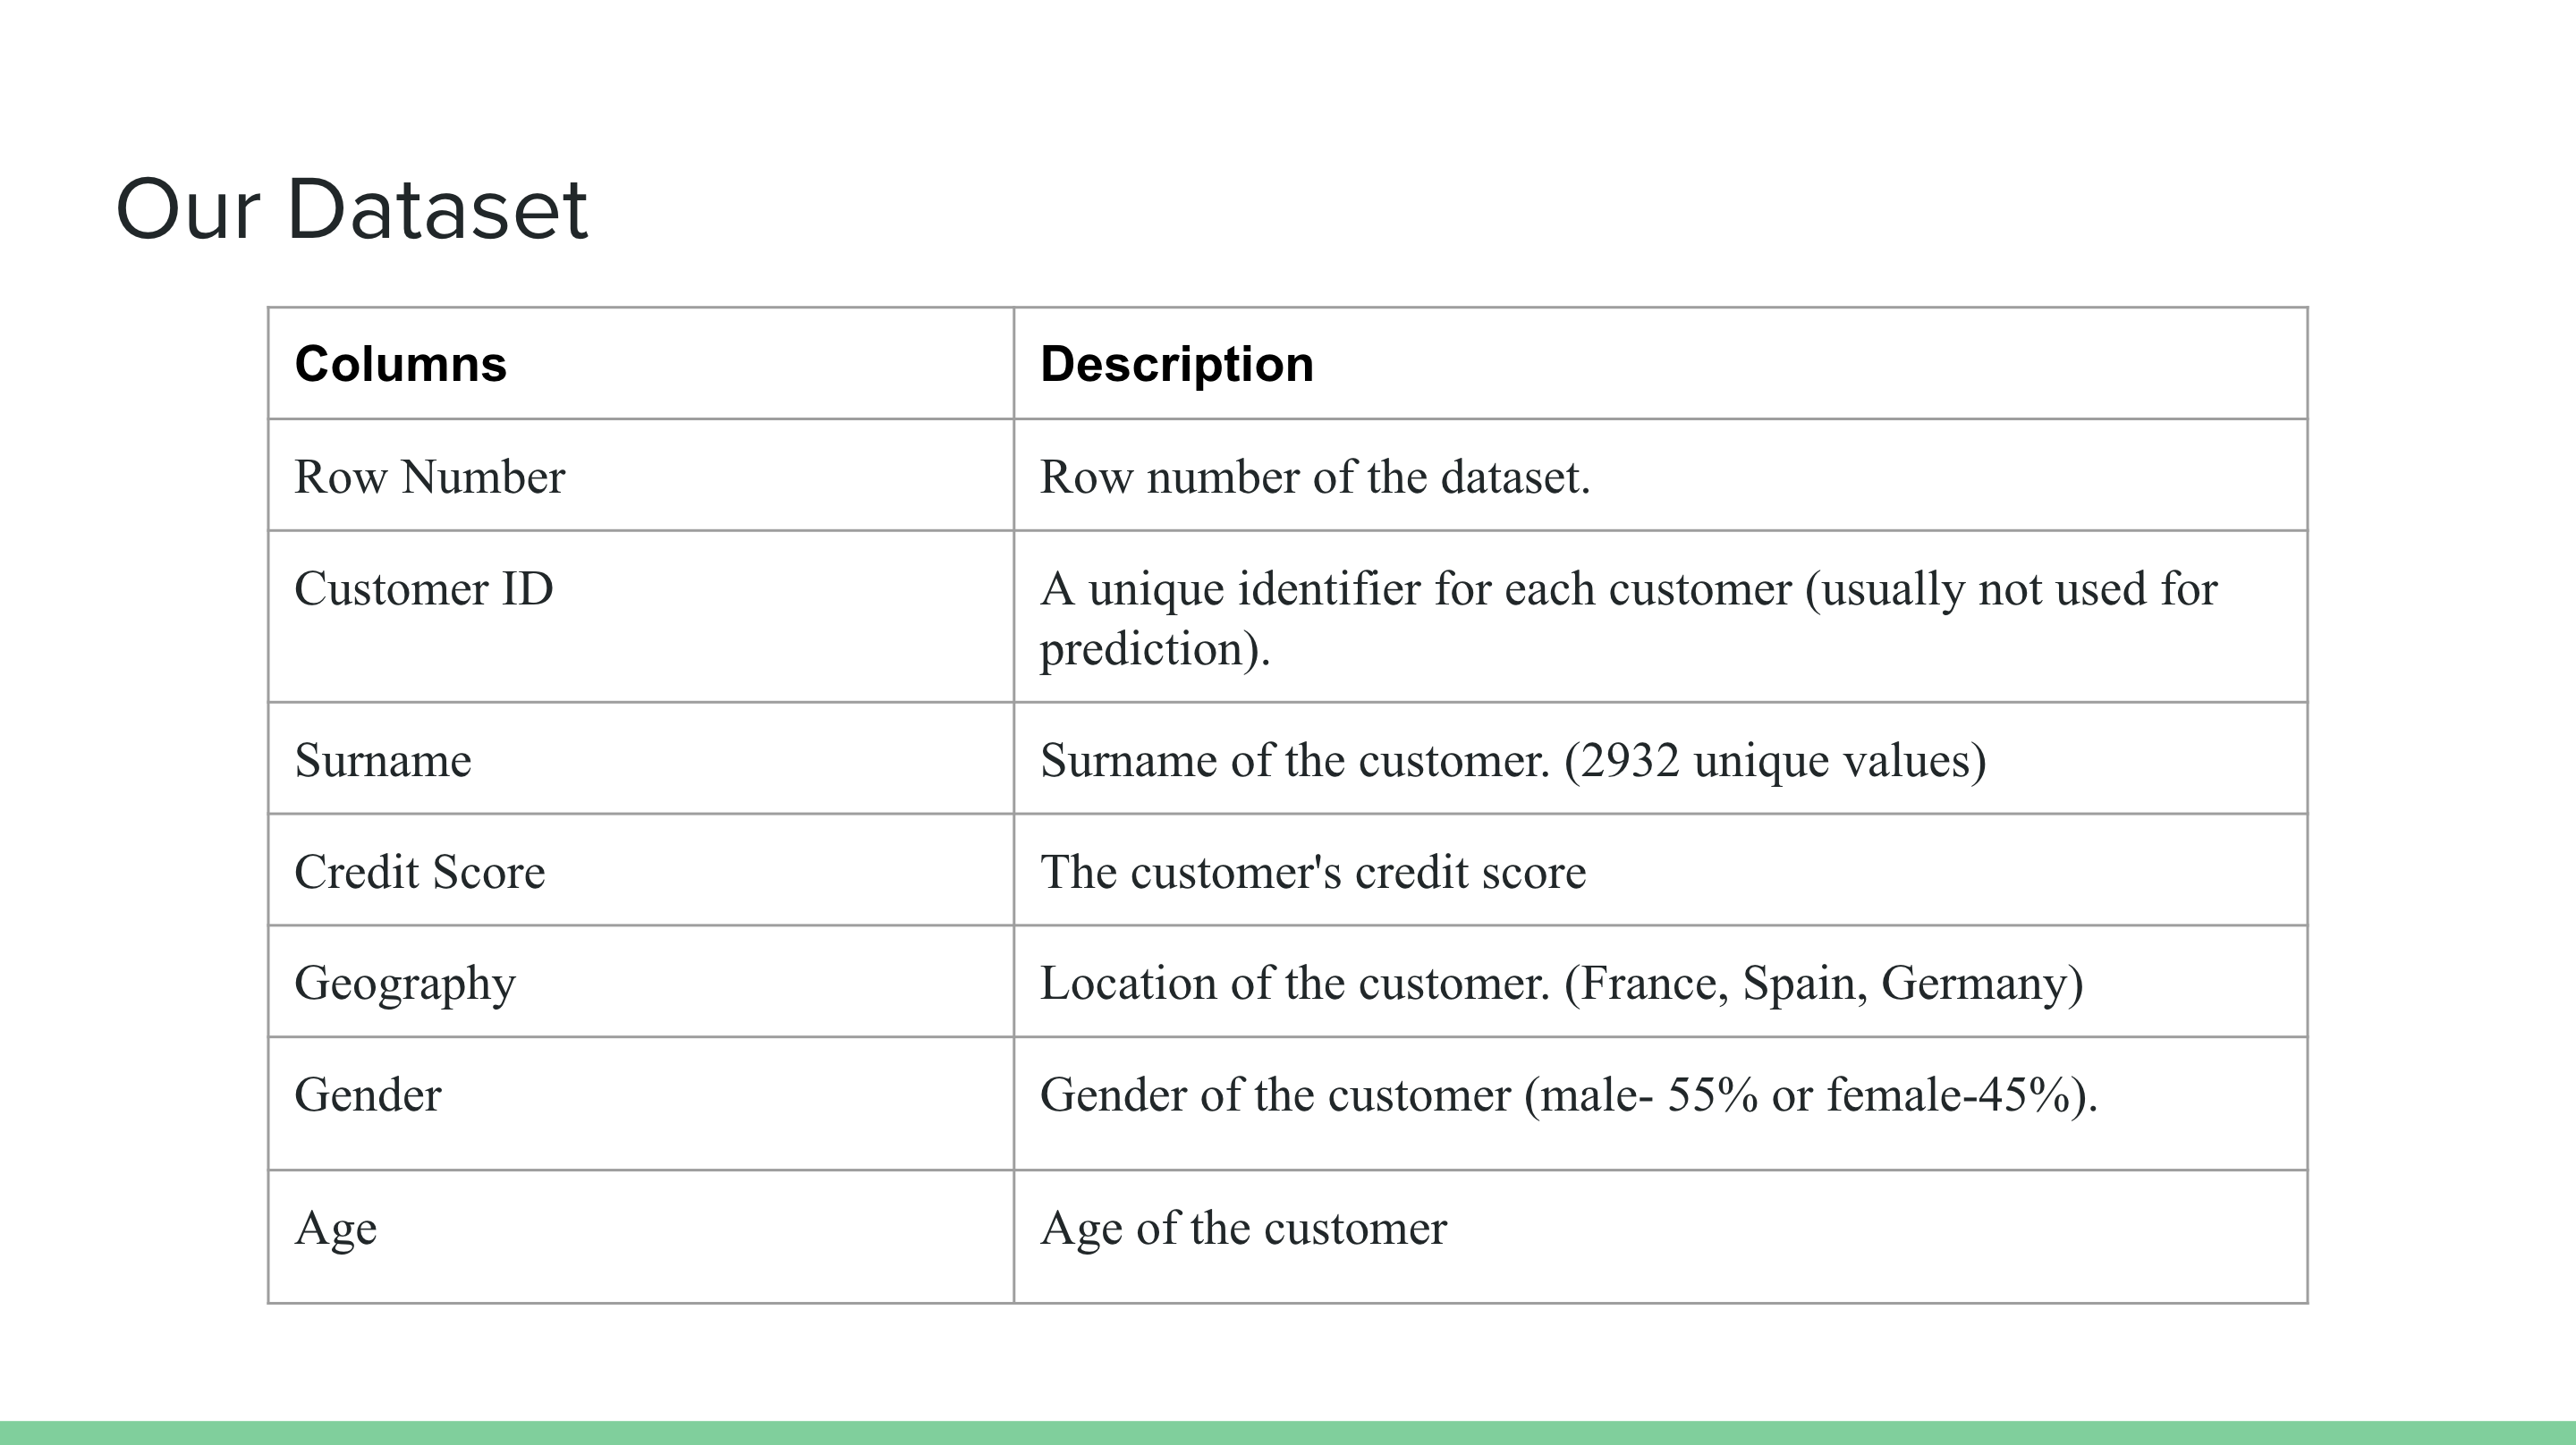 Our Dataset
Columns
Description
Row Number
Row number of the dataset.
Customer ID
A unique identifier for each customer (usually not used for
prediction).
Surname
Surname of the customer. (2932 unique values)
Credit Score
The customer's credit score
Geography
Location of the customer. (France, Spain, Germany)
Gender
Gender of the customer (male- 55% or female-45%).
Age
Age of the customer